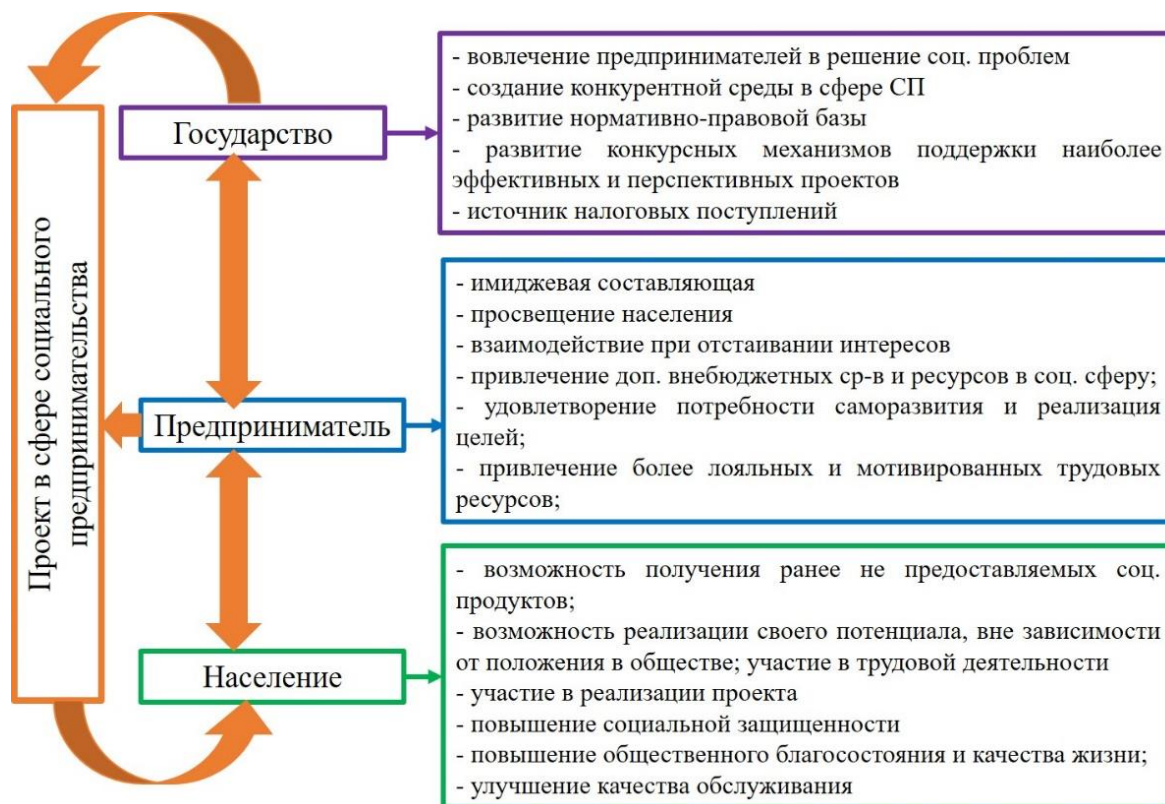 Проект в сфере социального
предпринимательства
Государство
- вовлечение предпринимателей в решение соц. проблем
- создание конкурентной среды в сфере СП
- развитие нормативно-правовой базы
- развитие конкурсных механизмов поддержки наиболее
эффективных и перспективных проектов
- источник налоговых поступлений
Предприниматель
- имиджевая составляющая
- просвещение населения
- взаимодействие при отстаивании интересов
- привлечение доп. внебюджетных ср-в и ресурсов в соц. сферу;
- удовлетворение потребности саморазвития и реализация
целей;
- привлечение более лояльных и мотивированных трудовых
ресурсов;
Население
- возможность получения ранее не предоставляемых соц.
продуктов;
- возможность реализации своего потенциала, вне зависимости
от положения в обществе; участие в трудовой деятельности
- участие в реализации проекта
- повышение социальной защищенности
- повышение общественного благосостояния и качества жизни;
- улучшение качества обслуживания